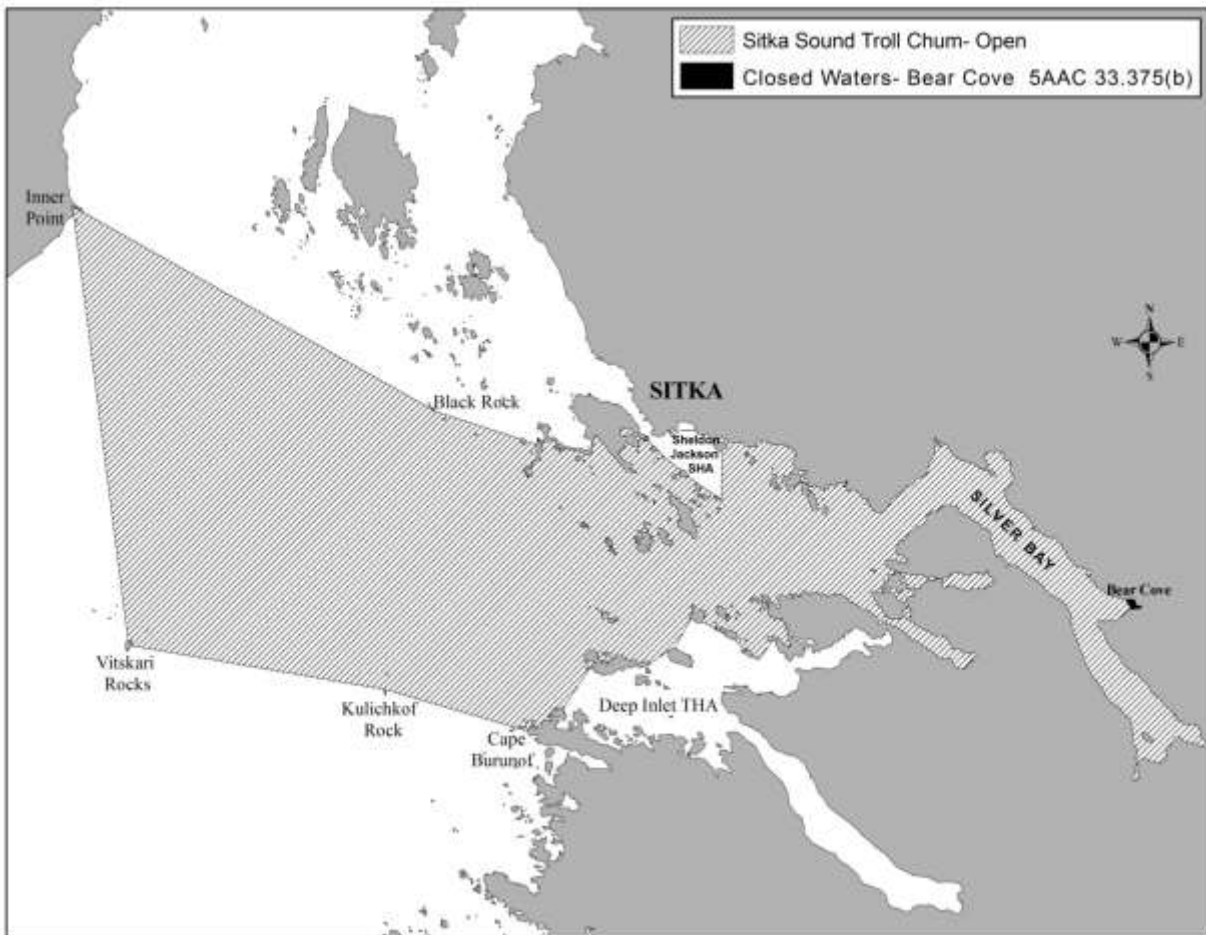 Sitka Sound Troll Chum- Open
Closed Waters- Bear Cove 5AAC 33.375(b)
Inner
Point
N
W
E
S
SITKA
Black Rock
Sheldon
Jackson
SHA
SILVER BAY
Bear Cove
Vitskari
Rocks
Kulichkof
Rock
Deep Inlet THA
Cape
Burunof